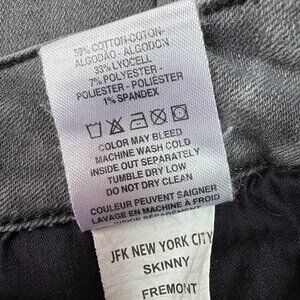 59% COTTON-COTON-
ALGODÃO - ALGODON
33% LYOCELL
7% POLYESTER -
POLIESTER - POLIÉSTER
1% SPANDEX
COLOR MAY BLEED
MACHINE WASH COLD
INSIDE OUT SEPARATELY
TUMBLE DRY LOW
DO NOT DRY CLEAN
COULEUR PEUVENT SAIGNER
LAVAGE EN MACHINE À FROID
JFK NEW YORK CITY
SKINNY
FREMONT